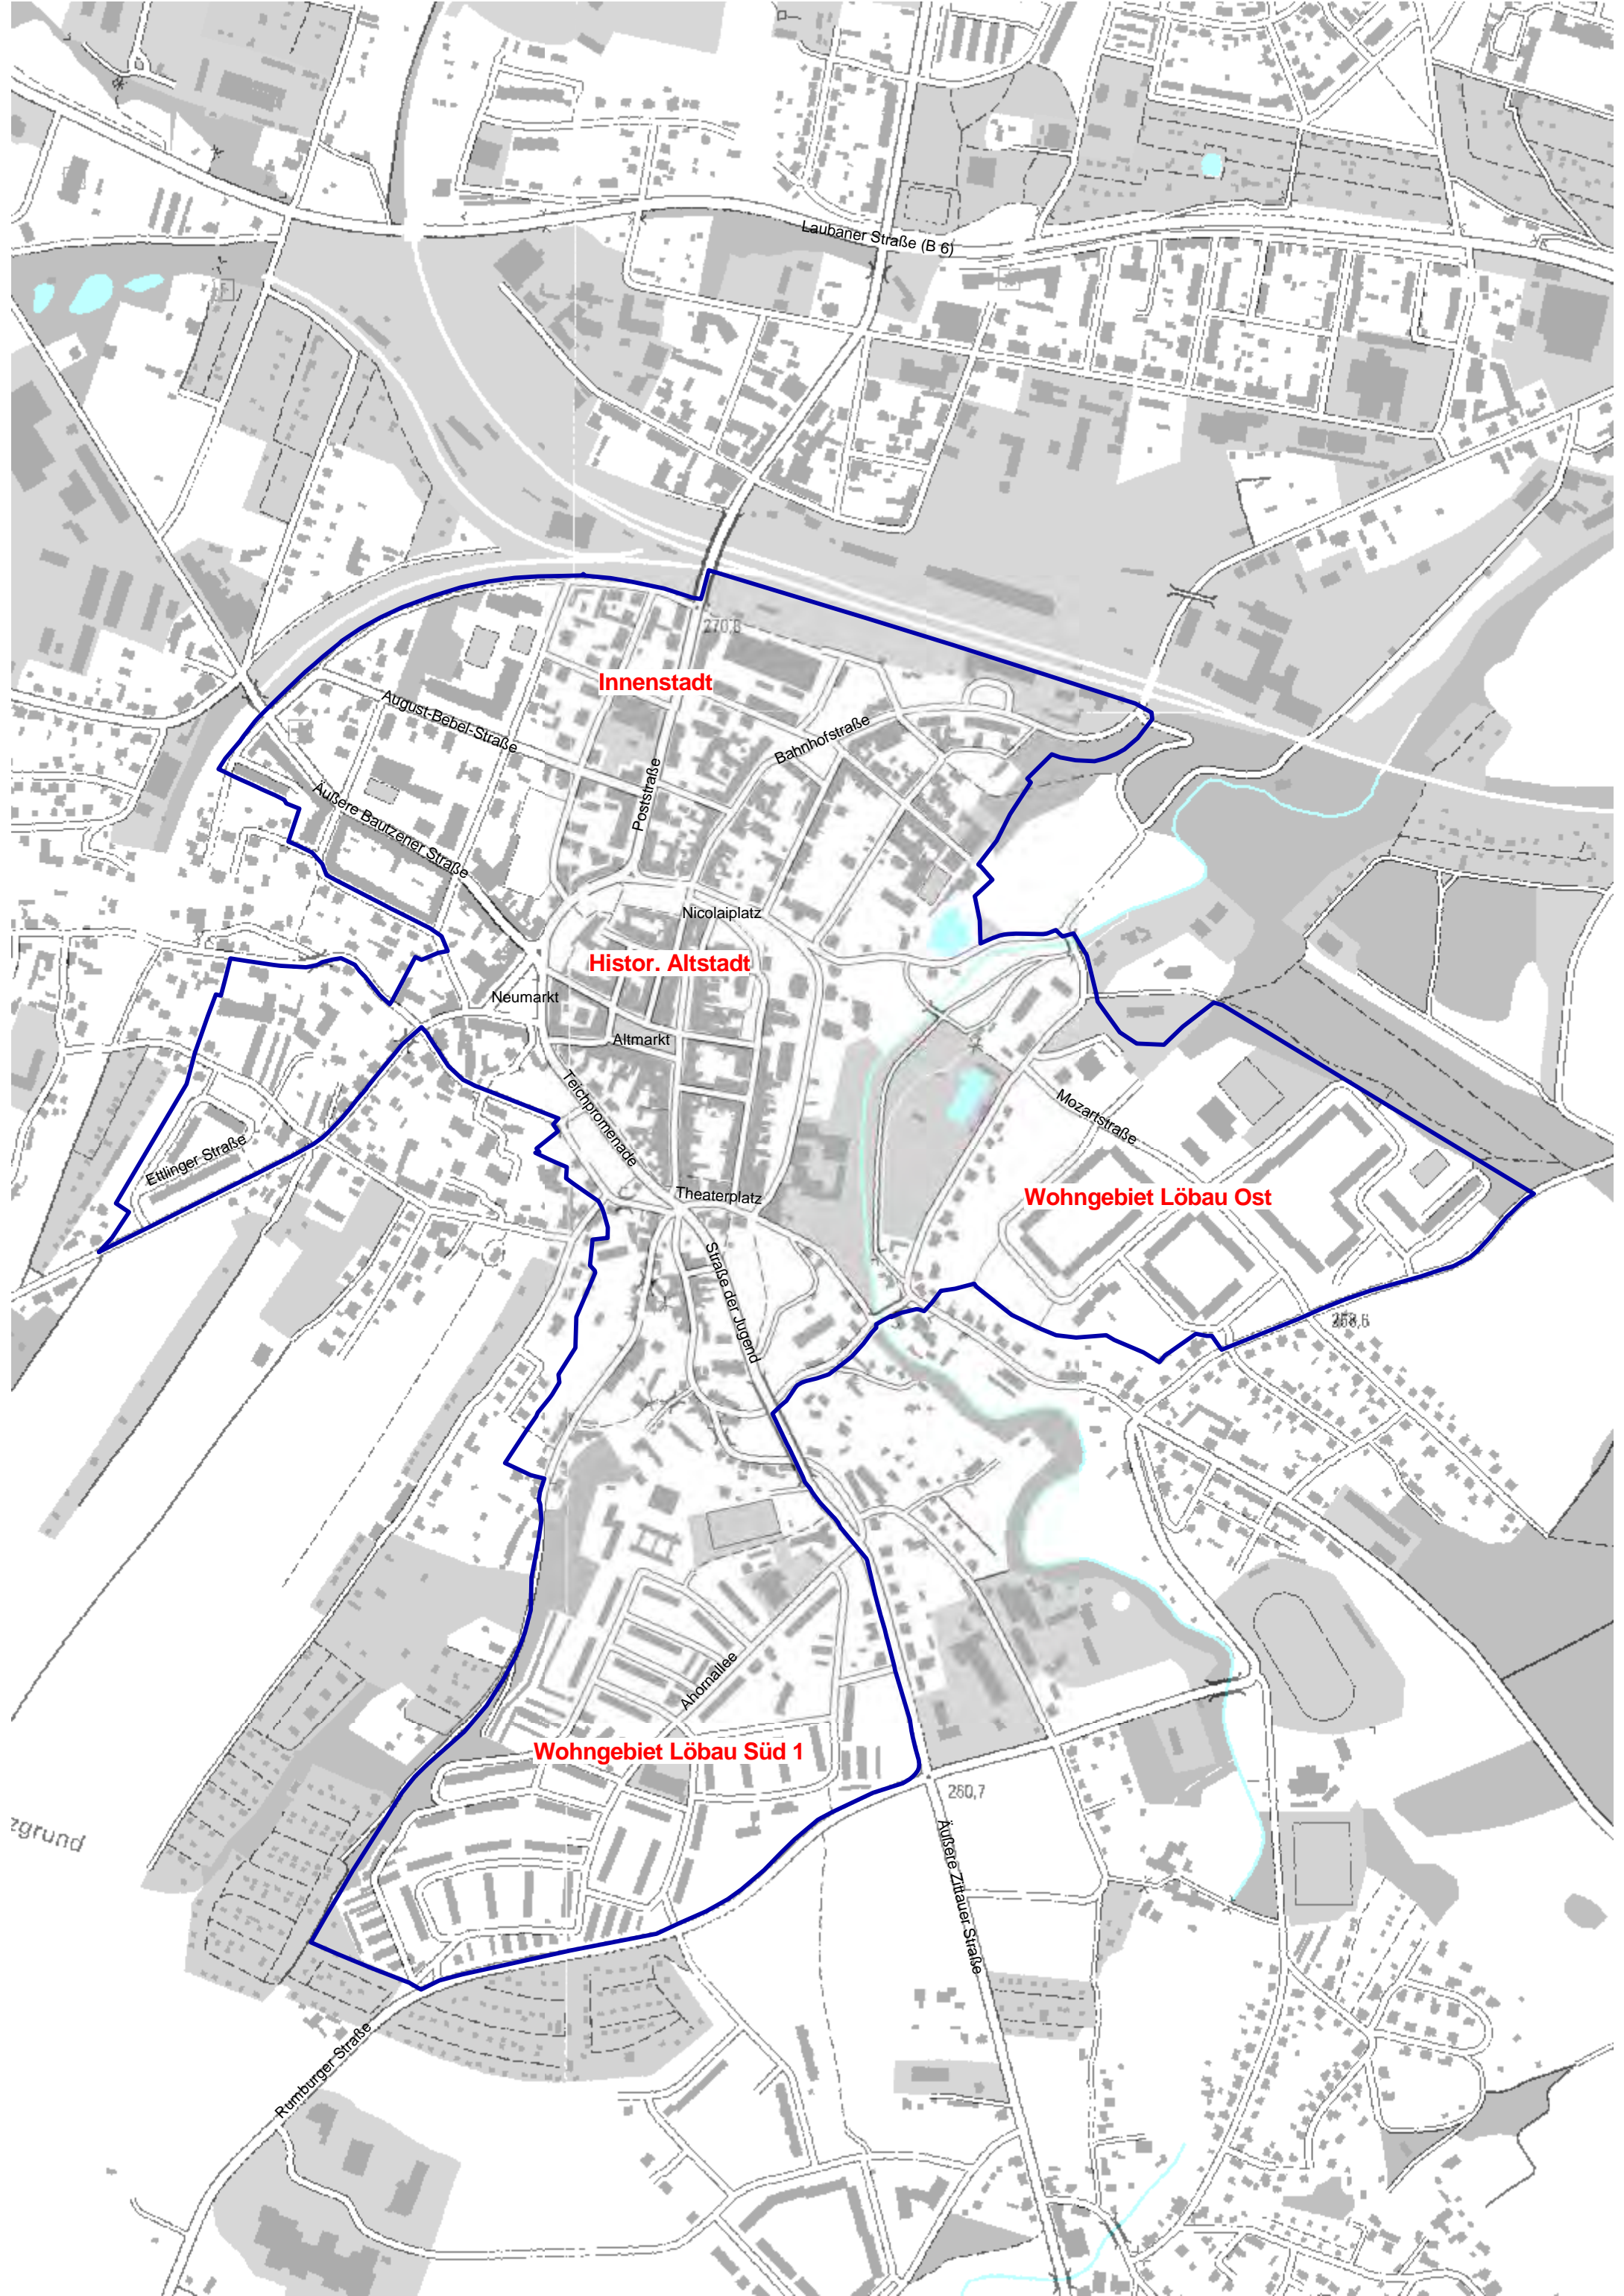 Laubaner Straße (B 6)
270,8
Innenstadt
August-Bebel-Straße
Bahnhofstraße
Poststraße
Äußere Bautzener Straße
Nicolaiplatz
Histor. Altstadt
Neumarkt
Altmarkt
Teichpromenade
Mozartstraße
Ettlinger Straße
Theaterplatz
Wohngebiet Löbau Ost
Straße der Jugend
Ahornallee
Wohngebiet Löbau Süd 1
260,7
zgrund
Äußere Zittauer Straße
Rumburger Straße